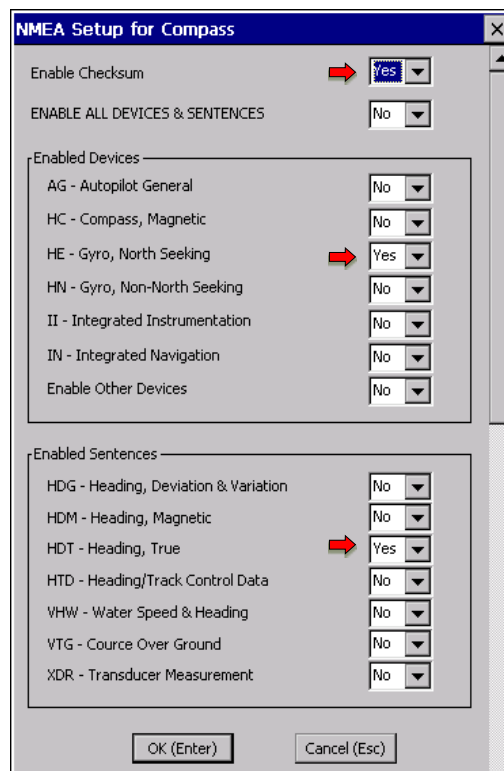 NMEA Setup for Compass
Enable Checksum Yes
ENABLE ALL DEVICES & SENTENCES No
Enabled Devices
AG - Autopilot General No
HC - Compass, Magnetic No
HE - Gyro, North Seeking Yes
HN - Gyro, Non-North Seeking No
II - Integrated Instrumentation No
IN - Integrated Navigation No
Enable Other Devices No
Enabled Sentences
HDG - Heading, Deviation & Variation No
HDM - Heading, Magnetic No
HDT - Heading, True Yes
HTD - Heading/Track Control Data No
VHW - Water Speed & Heading No
VTG - Cource Over Ground No
XDR - Transducer Measurement No
OK (Enter) Cancel (Esc)